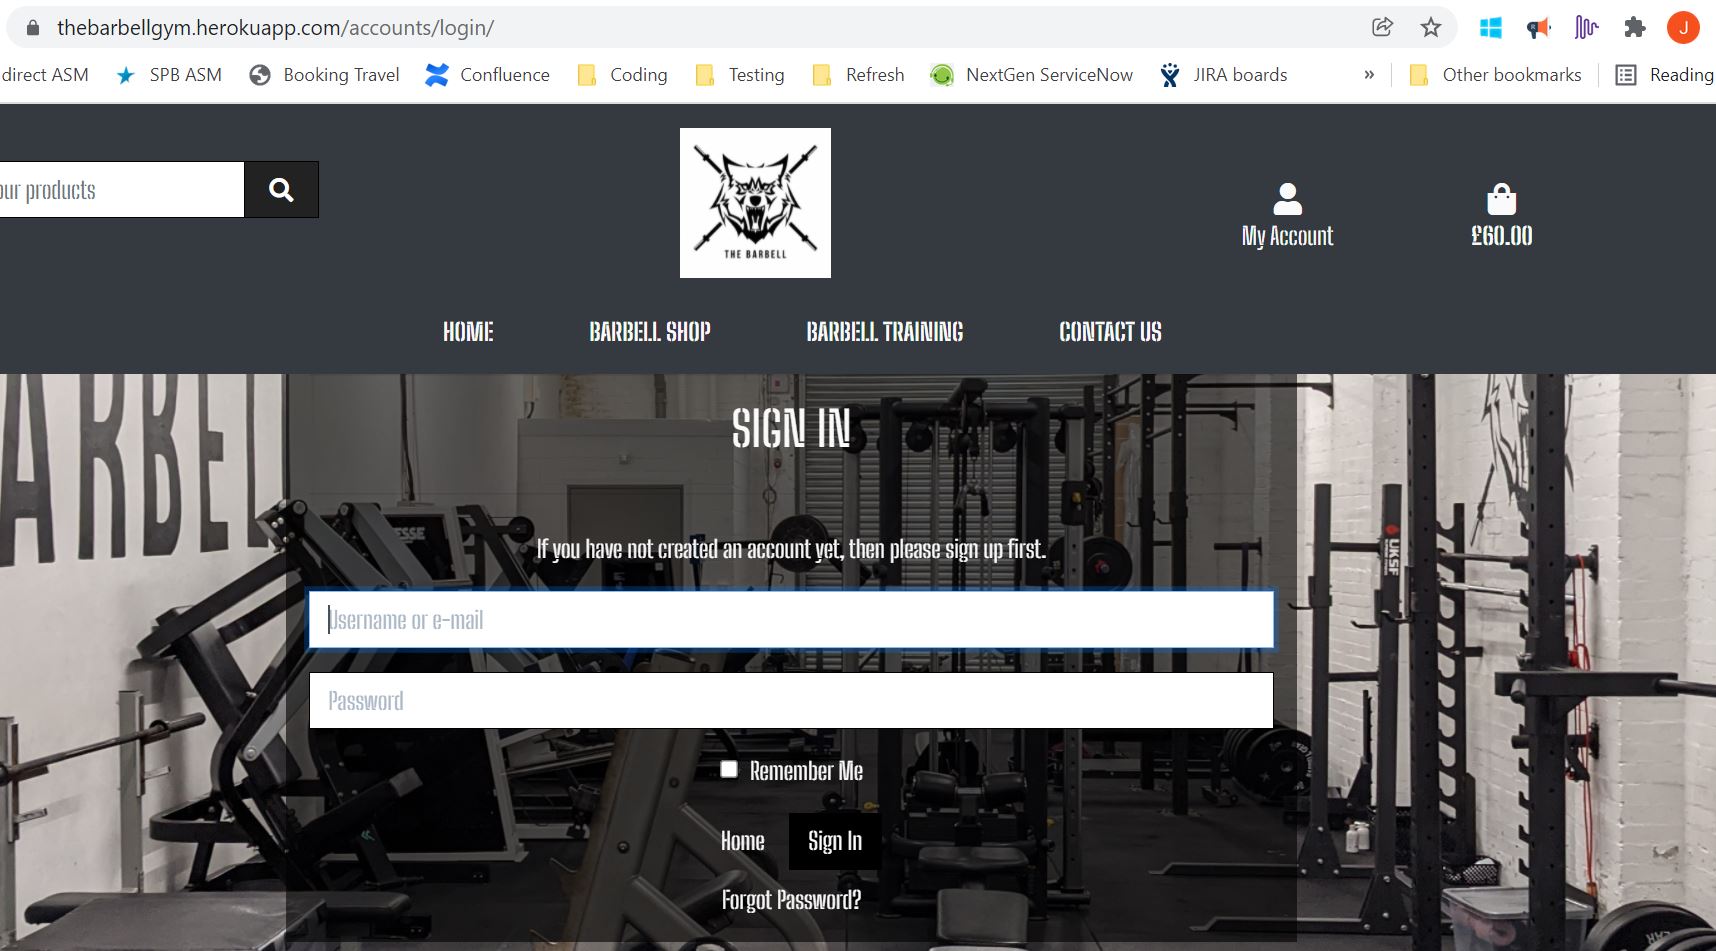 thebarbellgym.herokuapp.com/accounts/login/
J
direct ASM SPB ASM Booking Travel Confluence Coding Testing Refresh NextGen ServiceNow JIRA boards » Other bookmarks Reading
our products
THE BARBELL
My Account
£60.00
HOME BARBELL SHOP BARBELL TRAINING CONTACT US
SIGN IN
If you have not created an account yet, then please sign up first.
Username or e-mail
Password
Remember Me
Home Sign In
Forgot Password?
ARBEL
UKSF